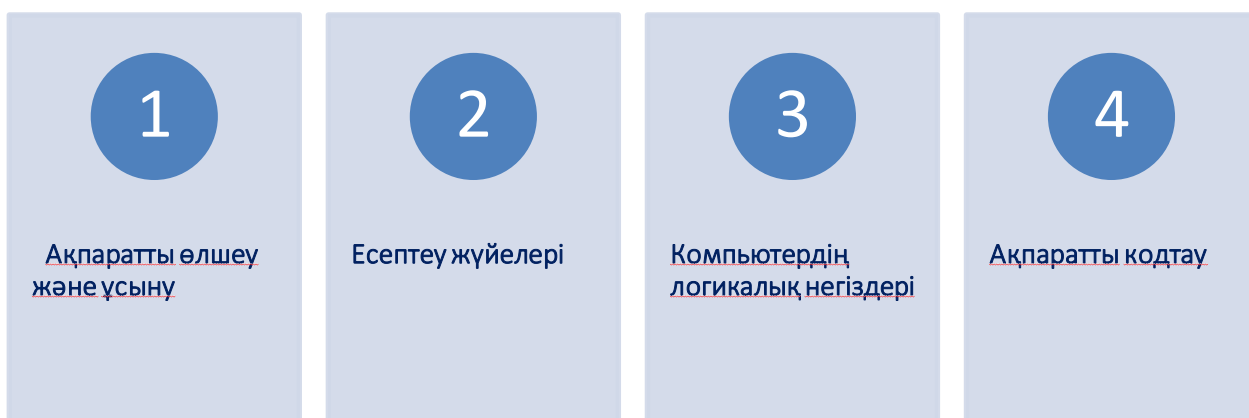 1
Ақпаратты өлшеу
және ұсыну
2
Есептеу жүйелері
3
Компьютердің
логикалық негіздері
4
Ақпаратты кодтау